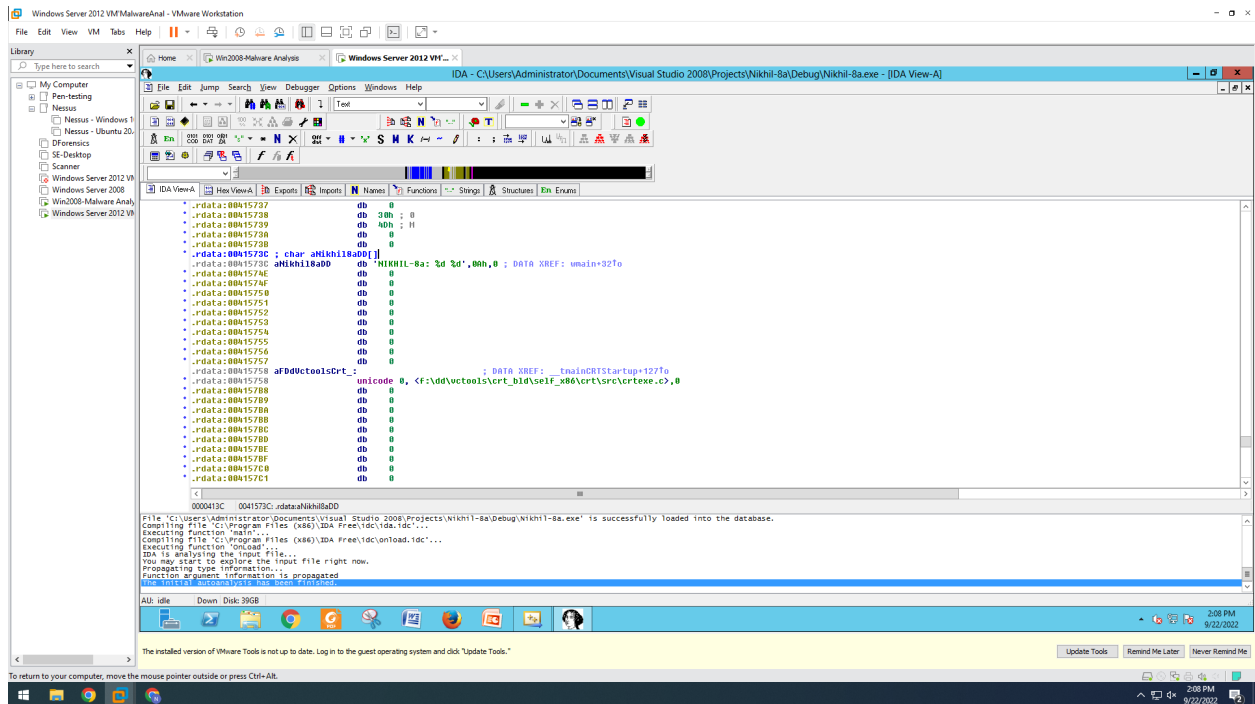 Windows Server 2012 VM'MalwareAnal - VMware Workstation
File Edit View VM Tabs Help
Library
Type here to search
My Computer
Pen-testing
Nessus
Nessus - Windows 1
Nessus - Ubuntu 20.
DForensics
SE-Desktop
Scanner
Windows Server 2012 VM
Windows Server 2008
Win2008-Malware Analy
Windows Server 2012 VM
Home
Win2008-Malware Analysis
Windows Server 2012 VM'...
IDA - C:\Users\Administrator\Documents\Visual Studio 2008\Projects\Nikhil-8a\Debug\Nikhil-8a.exe - [IDA View-A]
File Edit Jump Search View Debugger Options Windows Help
Text
IDA View-A Hex View-A Exports Imports N Names Functions Strings Structures En Enums
.rdata:00415737 db 0
.rdata:00415738 db 30h ; 0
.rdata:00415739 db 4Dh ; M
.rdata:0041573A db 0
.rdata:0041573B db 0
.rdata:0041573C ; char aNikhil8aDD[]
.rdata:0041573C aNikhil8aDD db 'NIKHIL-8a: %d %d',0Ah,0 ; DATA XREF: wmain+32↑o
.rdata:0041574E db 0
.rdata:0041574F db 0
.rdata:00415750 db 0
.rdata:00415751 db 0
.rdata:00415752 db 0
.rdata:00415753 db 0
.rdata:00415754 db 0
.rdata:00415755 db 0
.rdata:00415756 db 0
.rdata:00415757 db 0
.rdata:00415758 aFDdVctoolsCrt_: ; DATA XREF: __tmainCRTStartup+127↑o
.rdata:00415758 unicode 0, <f:\dd\vctools\crt_bld\self_x86\crt\src\crtexe.c>,0
.rdata:004157B8 db 0
.rdata:004157B9 db 0
.rdata:004157BA db 0
.rdata:004157BB db 0
.rdata:004157BC db 0
.rdata:004157BD db 0
.rdata:004157BE db 0
.rdata:004157BF db 0
.rdata:004157C0 db 0
.rdata:004157C1 db 0
0000413C 0041573C: .rdata:aNikhil8aDD
File 'C:\Users\Administrator\Documents\Visual Studio 2008\Projects\Nikhil-8a\Debug\Nikhil-8a.exe' is successfully loaded into the database.
Compiling file 'C:\Program Files (x86)\IDA Free\idc\ida.idc'...
Executing function 'main'...
Compiling file 'C:\Program Files (x86)\IDA Free\idc\onload.idc'...
Executing function 'OnLoad'...
IDA is analysing the input file...
You may start to explore the input file right now.
Propagating type information...
Function argument information is propagated
The initial autoanalysis has been finished.
AU: idle Down Disk: 39GB
2:08 PM
9/22/2022
The installed version of VMware Tools is not up to date. Log in to the guest operating system and click "Update Tools."
Update Tools Remind Me Later Never Remind Me
To return to your computer, move the mouse pointer outside or press Ctrl+Alt.
2:08 PM
9/22/2022